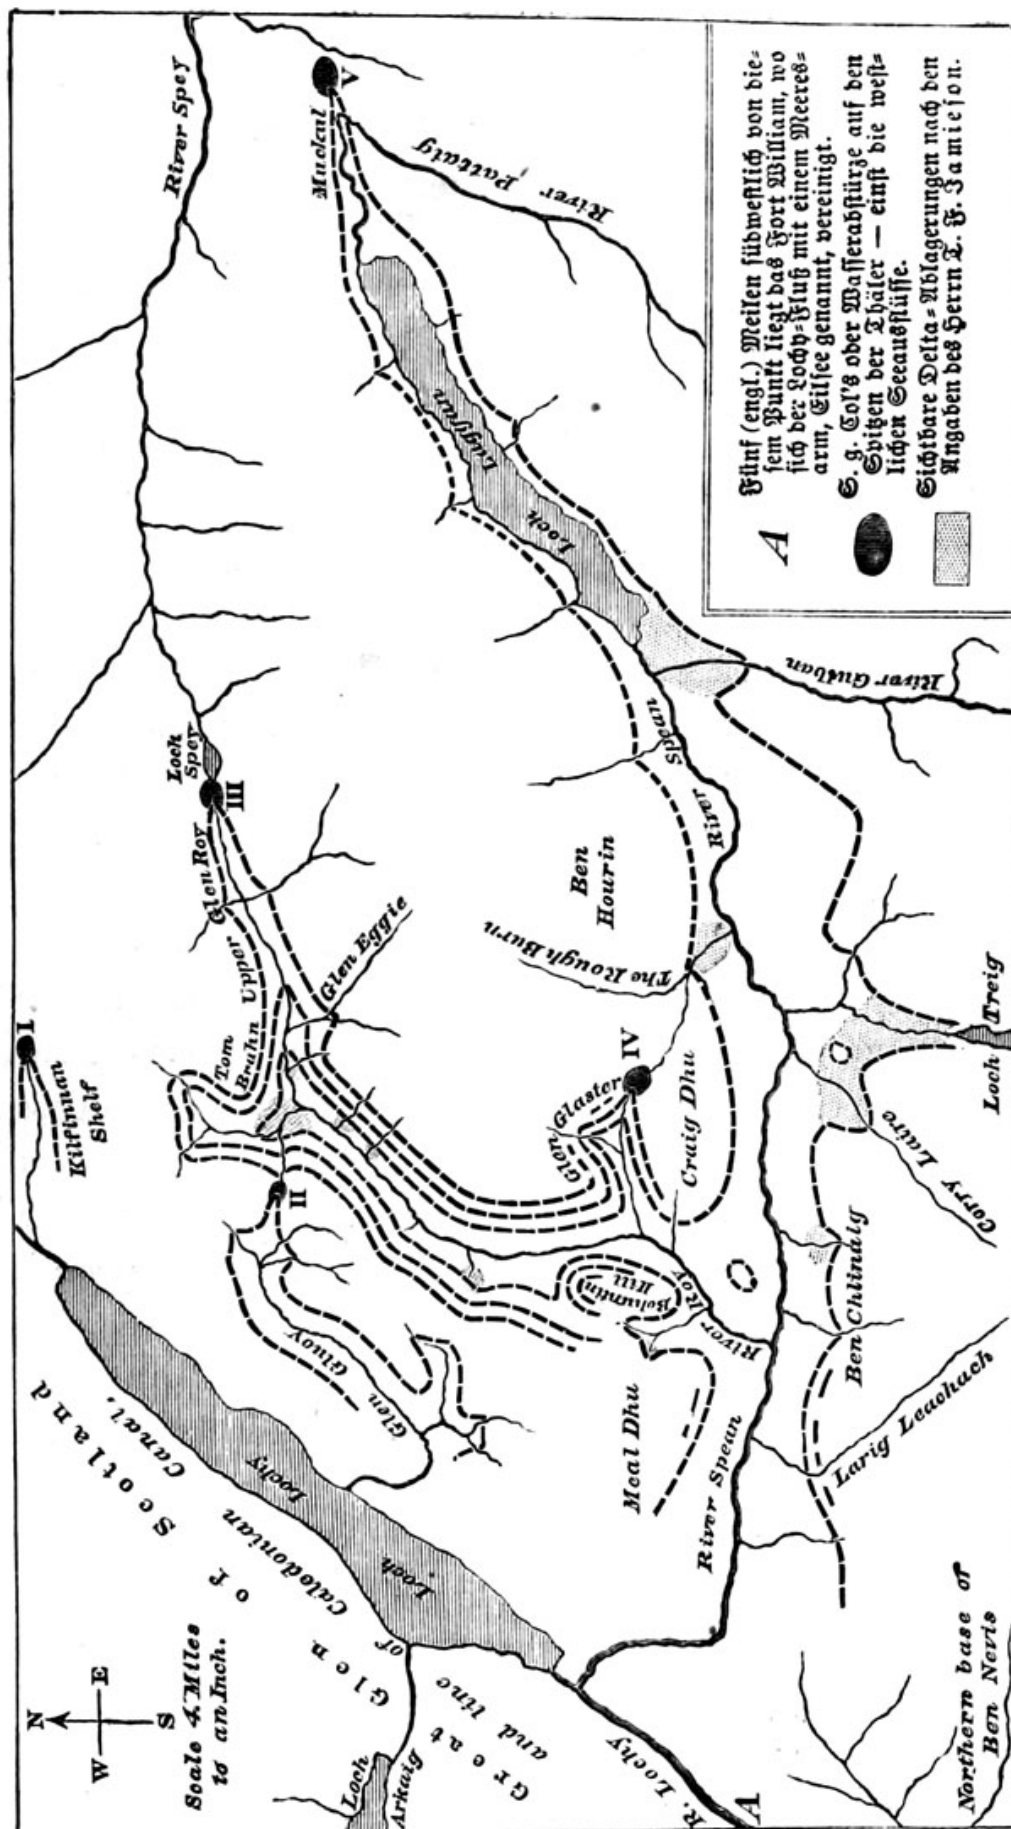 N
W E
S
Scale 4 Miles
to an Inch.
Loch
Arkaig
Great Glen of Scotland
and line of Caledonian Canal.
Loch Lochy
R. Lochy
A
Northern base of
Ben Nevis
I
Kilfinnan
Shelf
II
Glen Gluoy
Tom
Brahn
Upper Glen Roy
III
Loch
Spey
River Spey
Glen Eggie
Glen Glaster
IV
Craig Dhu
Bohuntin
Hill
River Roy
Meal Dhu
River Spean
Ben Chlinaig
Larig Leachach
Corry Laire
Loch Treig
The Rough Burn
Ben
Hourin
River Spean
River Gulban
Loch Laggan
Muckul
V
River Pattaig
A
Fünf (engl.) Meilen südwestlich von die-
sem Punkt liegt das Fort William, wo
sich der Lochy-Fluß mit einem Meeres-
arm, Eilsee genannt, vereinigt.
S. g. Col's oder Wasserabstürze auf den
Spitzen der Thäler — einst die west-
lichen Seeausflüsse.
Sichtbare Delta-Ablagerungen nach den
Angaben des Herrn T. F. Jamieson.